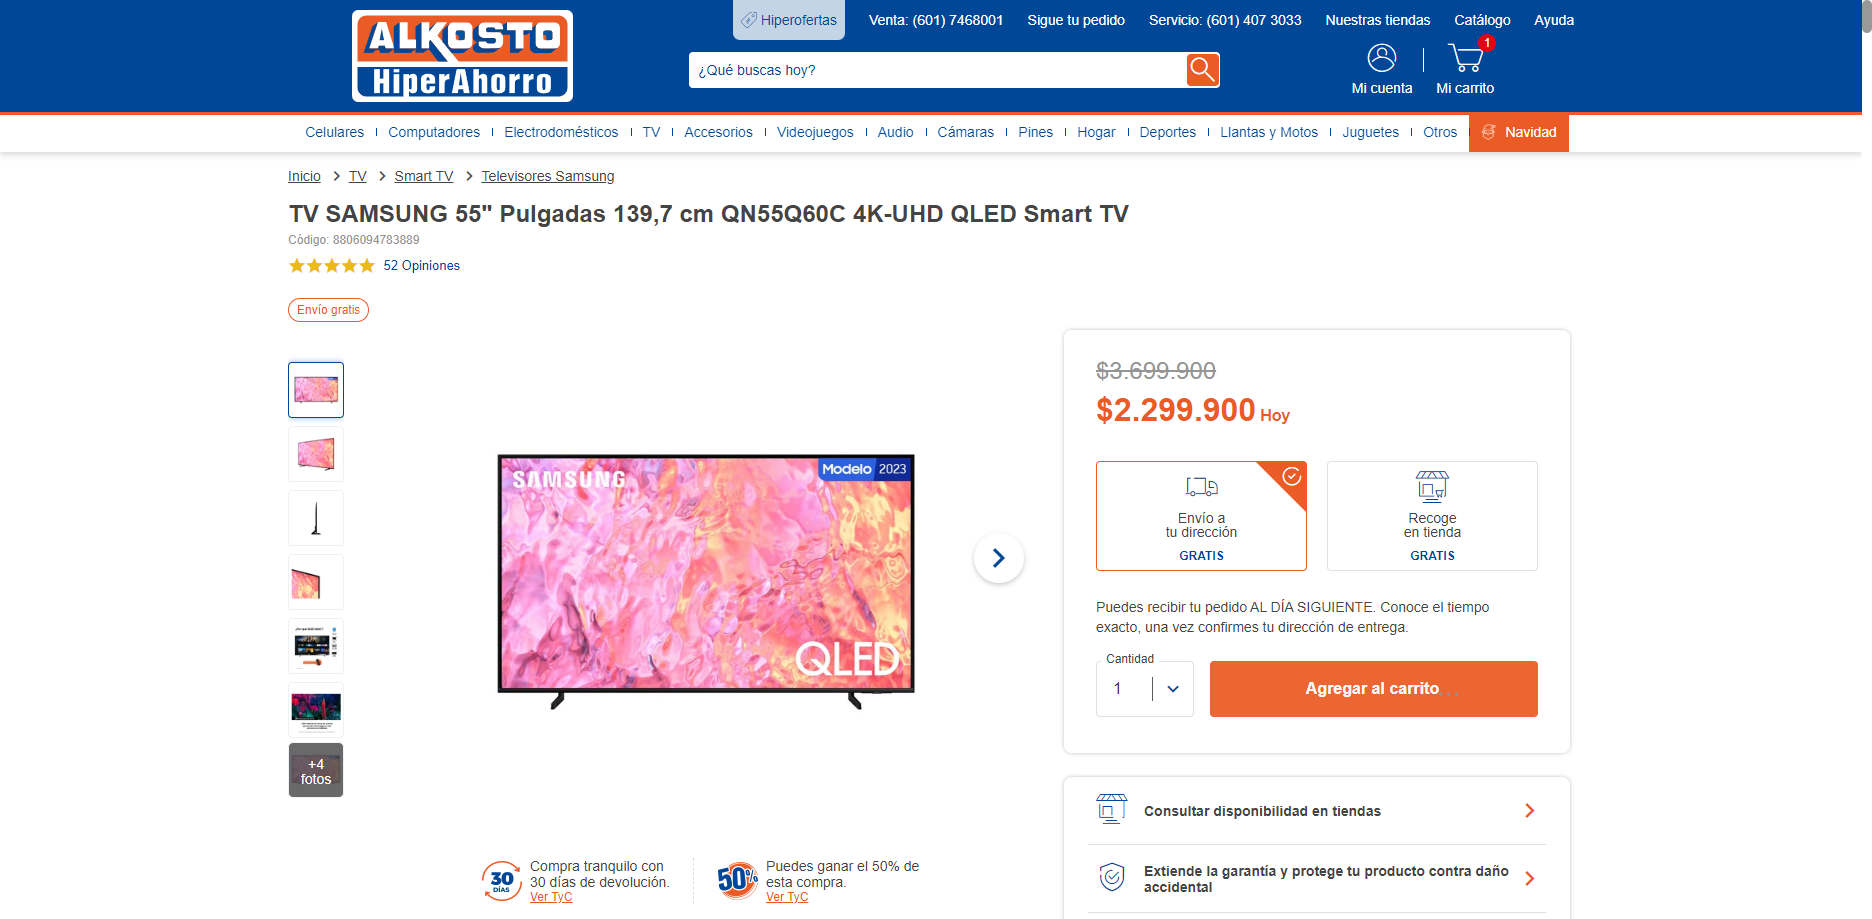 Hiperofertas
Venta: (601) 7468001
Sigue tu pedido
Servicio: (601) 407 3033
Nuestras tiendas
Catálogo
Ayuda
ALKOSTO
HiperAhorro
¿Qué buscas hoy?
Mi cuenta
1
Mi carrito
Celulares
Computadores
Electrodomésticos
TV
Accesorios
Videojuegos
Audio
Cámaras
Pines
Hogar
Deportes
Llantas y Motos
Juguetes
Otros
Navidad
Inicio > TV > Smart TV > Televisores Samsung
TV SAMSUNG 55" Pulgadas 139,7 cm QN55Q60C 4K-UHD QLED Smart TV
Código: 8806094783889
52 Opiniones
Envío gratis
+4
fotos
SAMSUNG
Modelo 2023
QLED
30
DÍAS
Compra tranquilo con
30 días de devolución.
Ver TyC
50%
Puedes ganar el 50% de
esta compra.
Ver TyC
$3.699.900
$2.299.900 Hoy
Envío a
tu dirección
GRATIS
Recoge
en tienda
GRATIS
Puedes recibir tu pedido AL DÍA SIGUIENTE. Conoce el tiempo
exacto, una vez confirmes tu dirección de entrega.
Cantidad
1
Agregar al carrito...
Consultar disponibilidad en tiendas
Extiende la garantía y protege tu producto contra daño
accidental